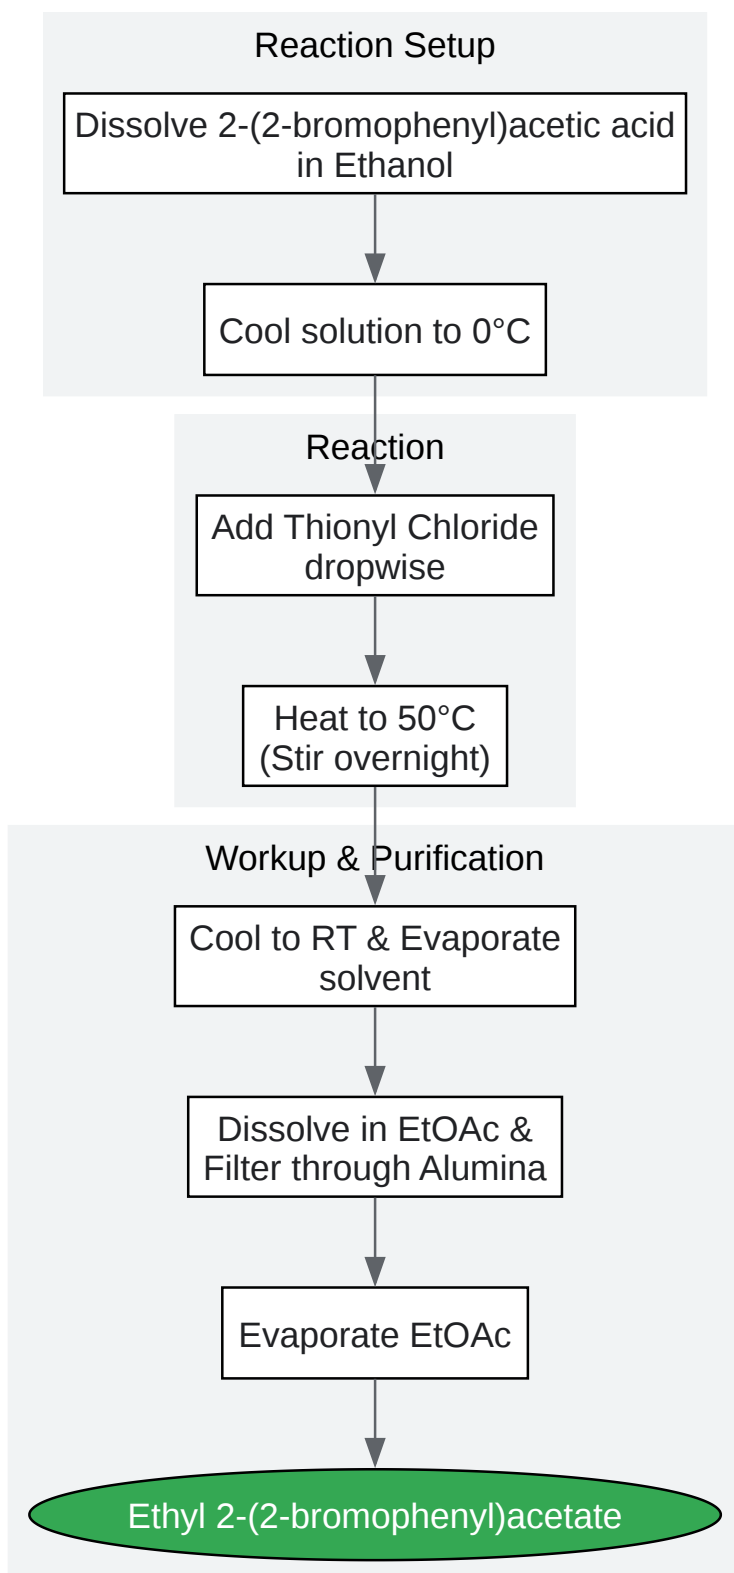 Reaction Setup
Dissolve 2-(2-bromophenyl)acetic acid
in Ethanol
Cool solution to 0°C
Reaction
Add Thionyl Chloride
dropwise
Heat to 50°C
(Stir overnight)
Workup & Purification
Cool to RT & Evaporate
solvent
Dissolve in EtOAc &
Filter through Alumina
Evaporate EtOAc
Ethyl 2-(2-bromophenyl)acetate